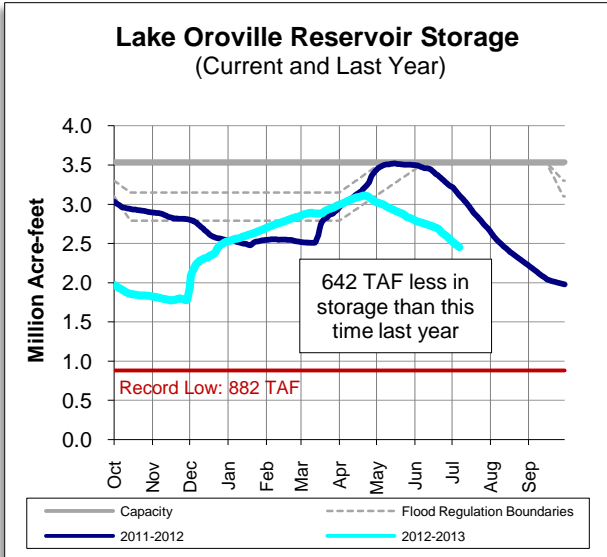 Lake Oroville Reservoir Storage
(Current and Last Year)
Million Acre-feet
4.0
3.5
3.0
2.5
2.0
1.5
1.0
0.5
0.0
642 TAF less in
storage than this
time last year
Record Low: 882 TAF
Oct Nov Dec Jan Feb Mar Apr May Jun Jul Aug Sep
Capacity Flood Regulation Boundaries
2011-2012 2012-2013